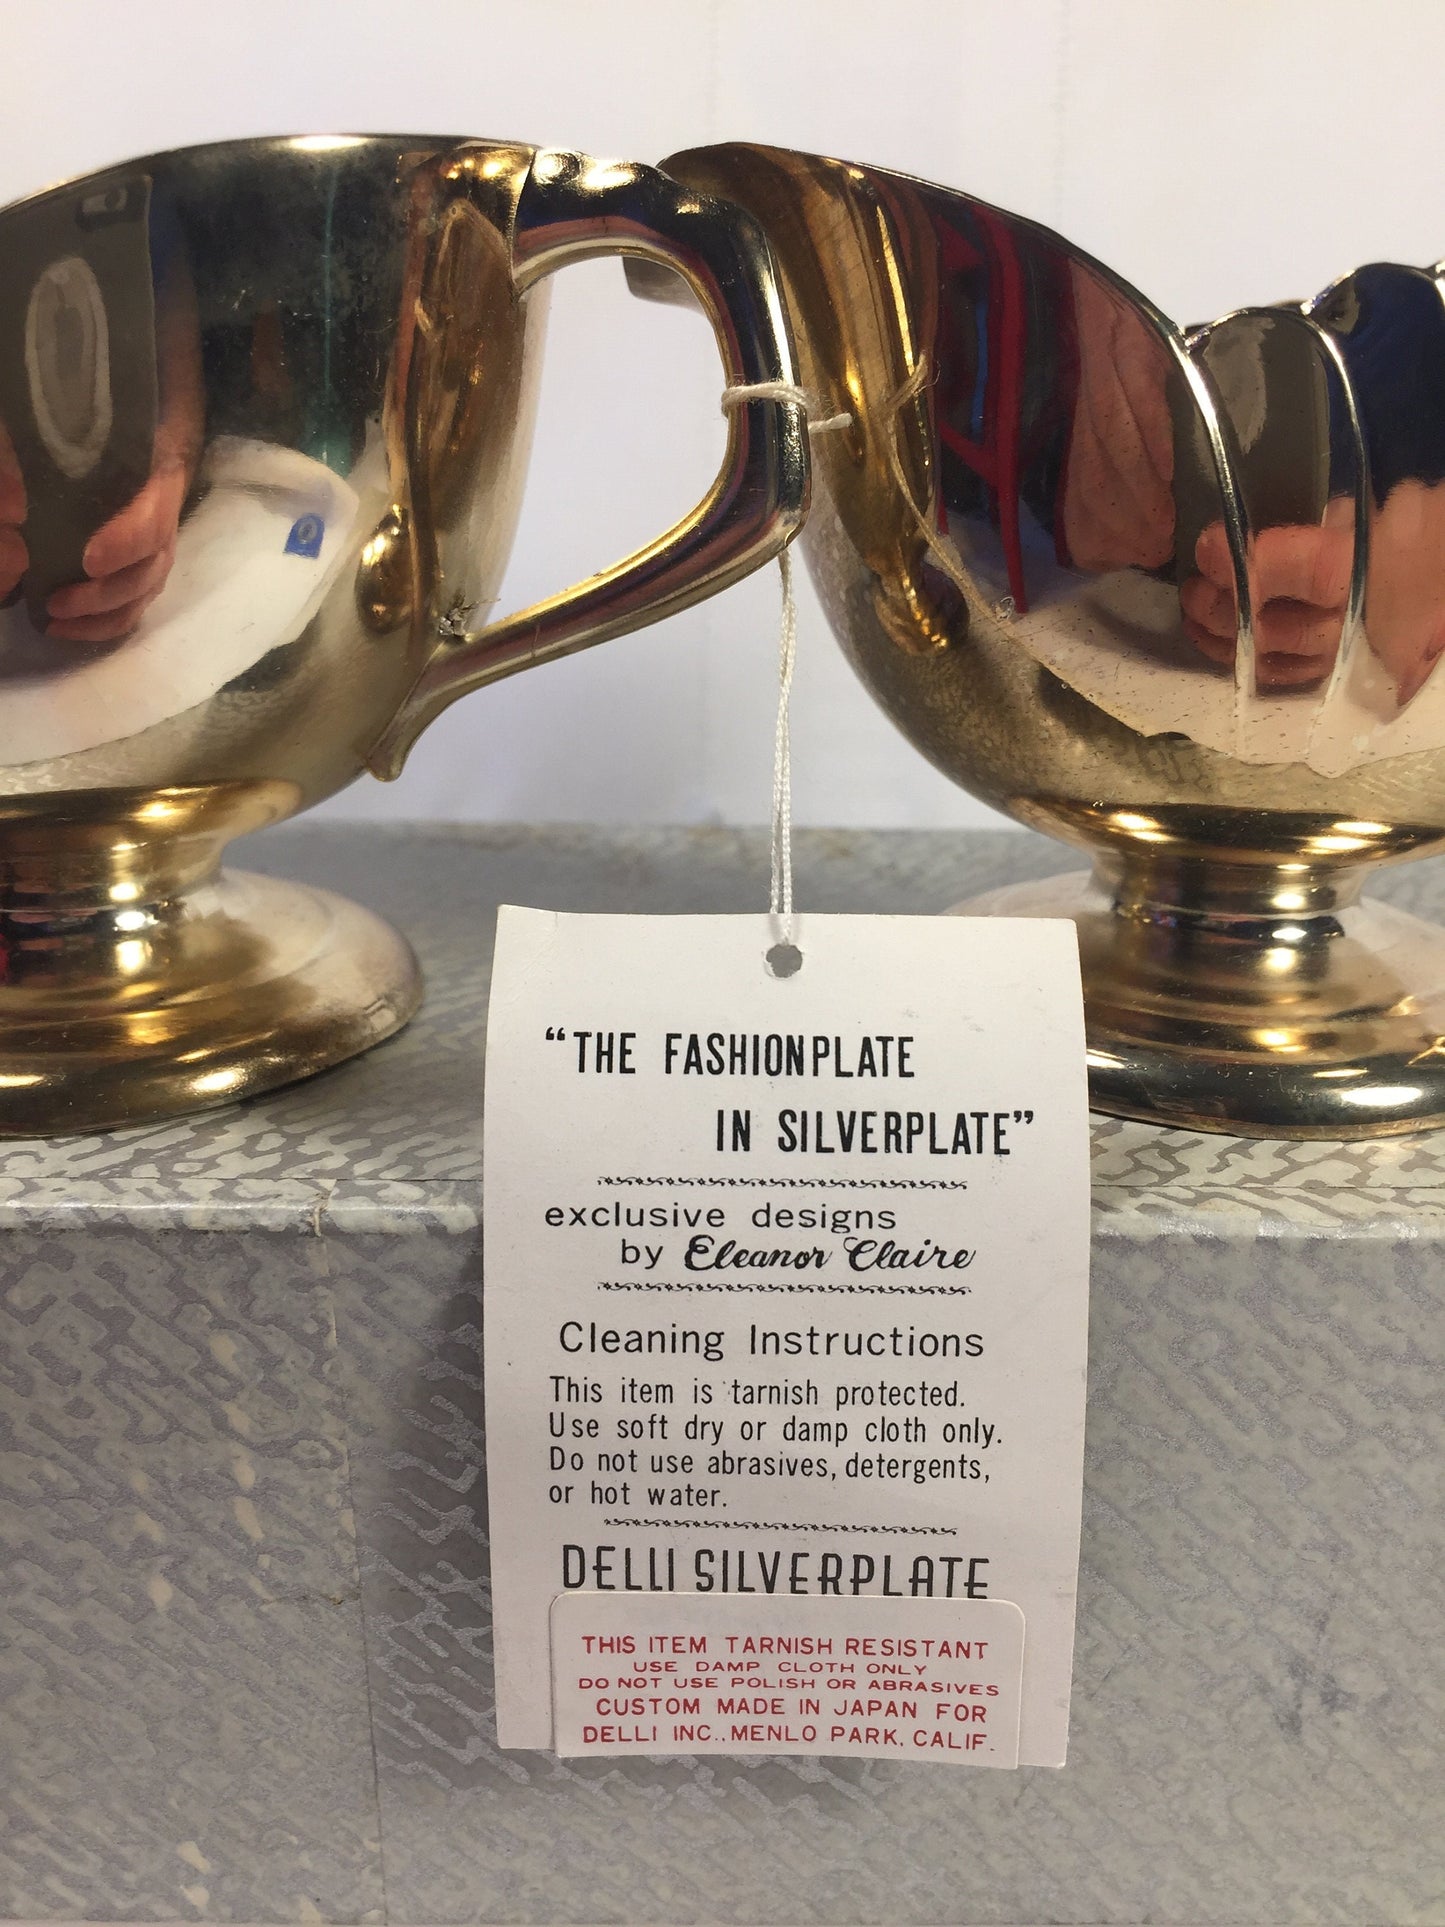 “THE FASHIONPLATE
IN SILVERPLATE”
exclusive designs
by Eleanor Claire
Cleaning Instructions
This item is tarnish protected.
Use soft dry or damp cloth only.
Do not use abrasives, detergents,
or hot water.
DELLI SILVERPLATE
THIS ITEM TARNISH RESISTANT
USE DAMP CLOTH ONLY
DO NOT USE POLISH OR ABRASIVES
CUSTOM MADE IN JAPAN FOR
DELLI INC., MENLO PARK, CALIF.